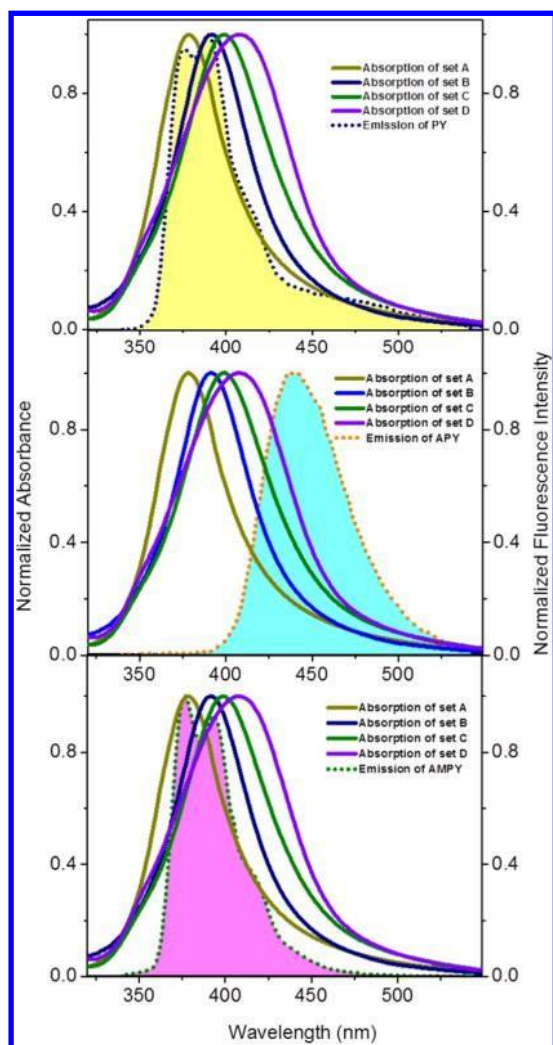 Absorption of set A
Absorption of set B
Absorption of set C
Absorption of set D
Emission of PY
0.8
0.4
0.0
0.8
0.4
0.0
350
400
450
500
Absorption of set A
Absorption of set B
Absorption of set C
Absorption of set D
Emission of APY
0.8
0.4
0.0
0.8
0.4
0.0
350
400
450
500
Absorption of set A
Absorption of set B
Absorption of set C
Absorption of set D
Emission of AMPY
0.8
0.4
0.0
0.8
0.4
0.0
350
400
450
500
Normalized Absorbance
Normalized Fluorescence Intensity
Wavelength (nm)